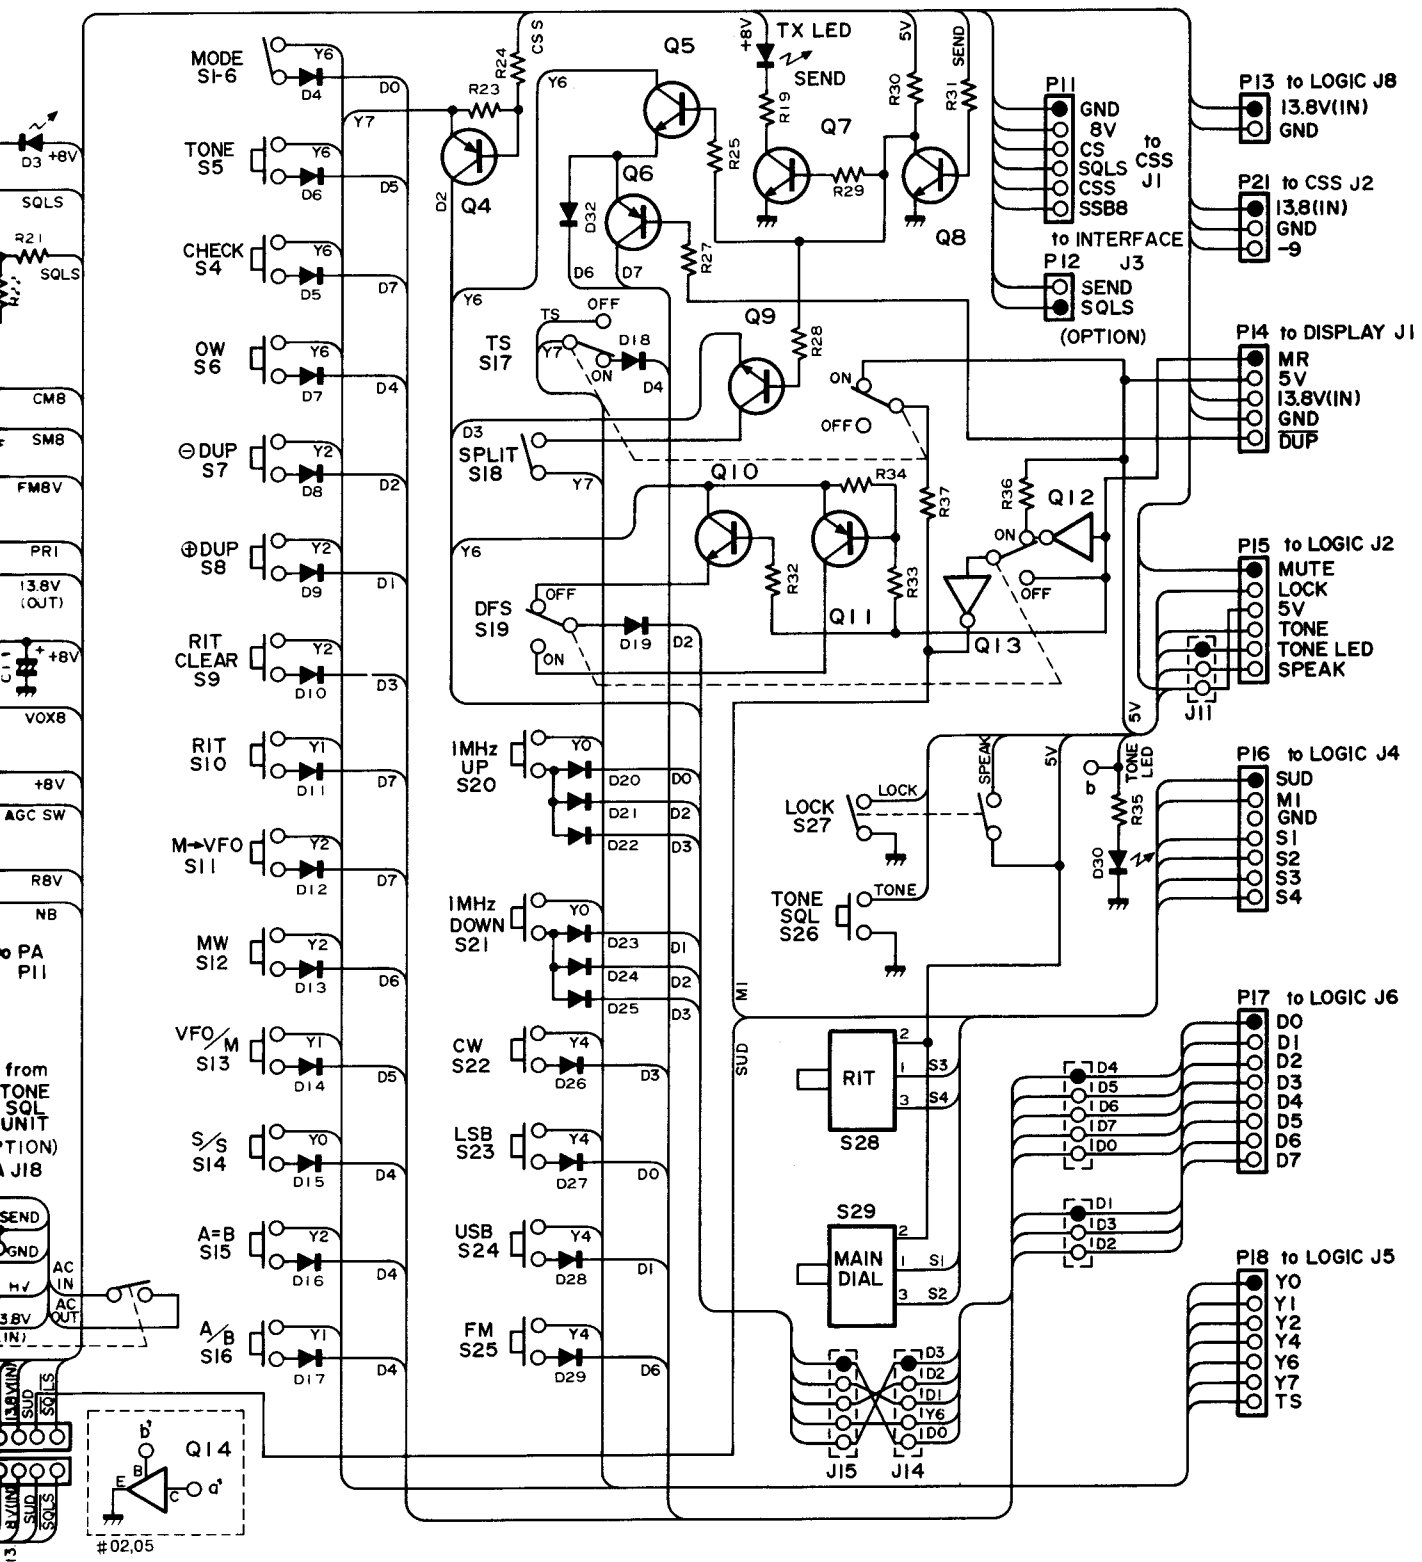 MODE
S1-6
Y6
D4
D0
TONE
S5
Y6
D6
D5
CHECK
S4
Y6
D5
D7
OW
S6
Y6
D7
D4
⊖DUP
S7
Y2
D8
D2
⊕DUP
S8
Y2
D9
D1
RIT
CLEAR
S9
Y2
D10
D3
RIT
S10
Y1
D11
D7
M→VFO
S11
Y2
D12
D7
MW
S12
Y2
D13
D6
VFO/M
S13
Y1
D14
D5
S/S
S14
Y0
D15
D4
A=B
S15
Y2
D16
D4
A/B
S16
Y1
D17
D4
D3
+8V
SQLS
R21
SQLS
R22
CM8
SM8
FM8V
PR1
13.8V
(OUT)
+
+8V
VOX8
+8V
AGC SW
R8V
NB
PA
P11
from
TONE
SQL
UNIT
J18
SEND
GND
HV
AC
IN
AC
OUT
13.8V(IN)
SUD
SQLS
SUD
SQLS
b'
Q14
B
E
C
a'
#02,05
Y7
R23
R24
CSS
Q4
D2
Y6
Q5
Q6
D32
D6
D7
R25
R27
Y6
TS
S17
TS
Y7
OFF
ON
D18
D4
Q9
R28
D3
SPLIT
S18
Y7
Q10
R34
Y6
R32
Q11
R33
DFS
S19
OFF
ON
D19
D2
+8V
TX LED
SEND
R19
Q7
R29
5V
R30
SEND
R31
Q8
ON
OFF
R37
R36
Q12
ON
OFF
Q13
1MHz
UP
S20
Y0
D20
D0
D21
D2
D22
D3
1MHz
DOWN
S21
Y0
D23
D1
D24
D2
D25
D3
CW
S22
Y4
D26
D3
LSB
S23
Y4
D27
D0
USB
S24
Y4
D28
D1
FM
S25
Y4
D29
D6
M1
SUD
LOCK
S27
LOCK
SPEAK
5V
TONE
SQL
S26
TONE
5V
TONE
LED
b
R35
D30
RIT
S28
2
1
S3
3
S4
S29
MAIN
DIAL
2
1
S1
3
S2
J15
J14
D3
D2
D1
Y6
D0
D4
D5
D6
D7
D0
D1
D3
D2
P11
GND
8V
CS
SQLS
CSS
SSB8
to
CSS
J1
to INTERFACE
J3
P12
SEND
SQLS
(OPTION)
P13 to LOGIC J8
13.8V(IN)
GND
P21 to CSS J2
13.8(IN)
GND
-9
P14 to DISPLAY J1
MR
5V
13.8V(IN)
GND
DUP
P15 to LOGIC J2
MUTE
LOCK
5V
TONE
TONE LED
SPEAK
J11
P16 to LOGIC J4
SUD
M1
GND
S1
S2
S3
S4
P17 to LOGIC J6
D0
D1
D2
D3
D4
D5
D6
D7
P18 to LOGIC J5
Y0
Y1
Y2
Y4
Y6
Y7
TS